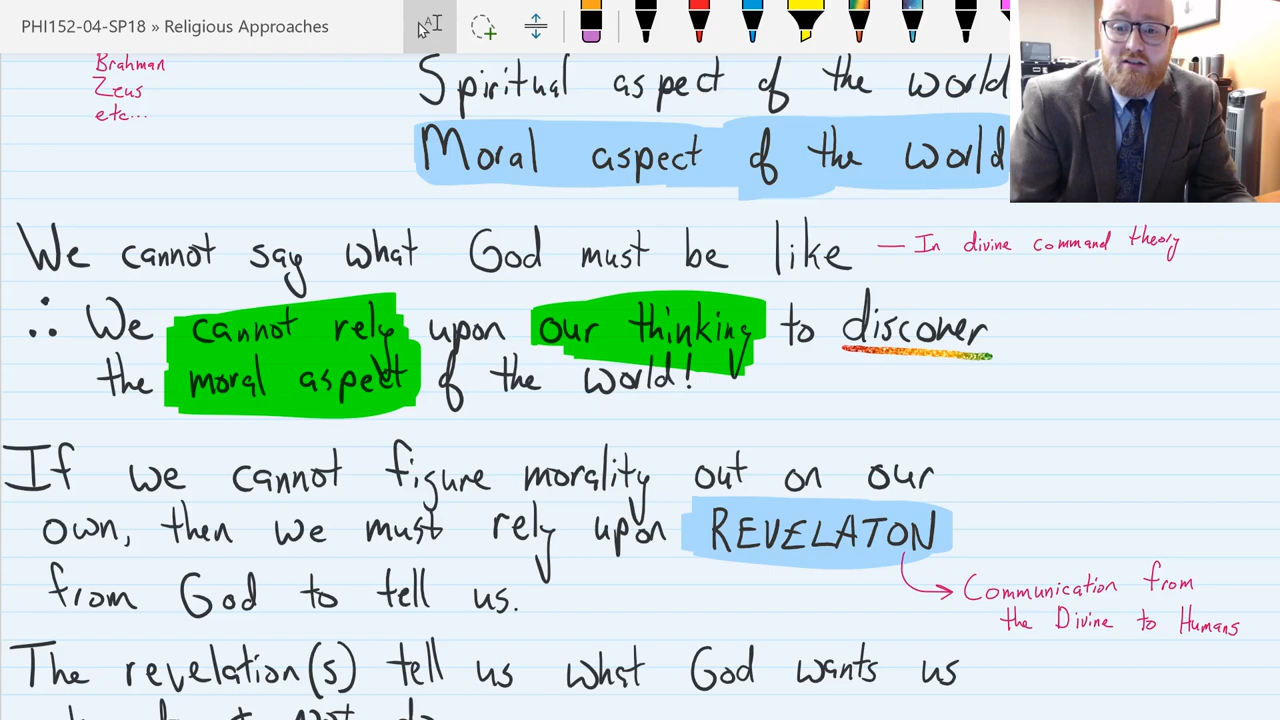 PHI152-04-SP18 » Religious Approaches
Brahman
Zeus
etc...
Spiritual aspect of the world
Moral aspect of the world
We cannot say what God must be like — In divine command theory
∴ We cannot rely upon our thinking to discover
the moral aspect of the world!
If we cannot figure morality out on our
own, then we must rely upon REVELATON
from God to tell us.
Communication from
the Divine to Humans
The revelation(s) tell us what God wants us